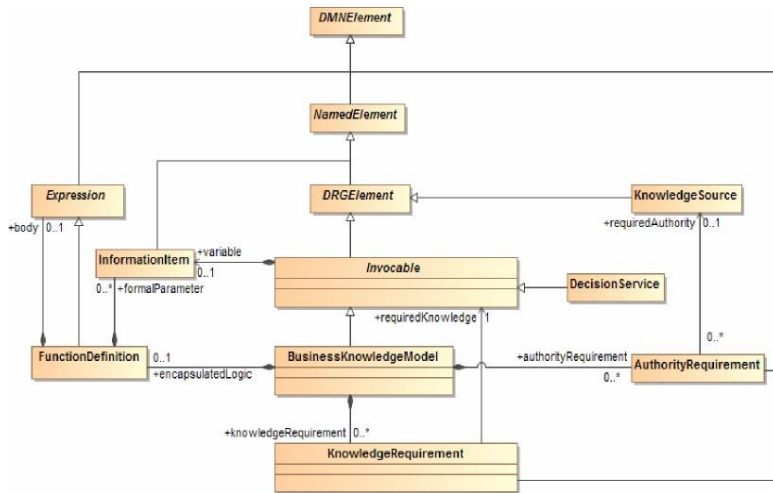 DMNElement
NamedElement
Expression
DRGElement
KnowledgeSource
+body
0..1
+requiredAuthority
0..1
InformationItem
+variable
0..1
Invocable
DecisionService
0..*
+formalParameter
+requiredKnowledge
1
0..*
FunctionDefinition
0..1
+encapsulatedLogic
BusinessKnowledgeModel
+authorityRequirement
0..*
AuthorityRequirement
+knowledgeRequirement
0..*
KnowledgeRequirement